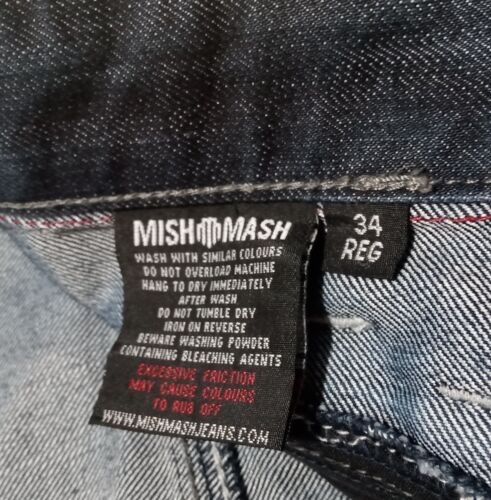 MISH MASH
WASH WITH SIMILAR COLOURS
DO NOT OVERLOAD MACHINE
HANG TO DRY IMMEDIATELY
AFTER WASH
DO NOT TUMBLE DRY
IRON ON REVERSE
BEWARE WASHING POWDER
CONTAINING BLEACHING AGENTS
EXCESSIVE FRICTION
MAY CAUSE COLOURS
TO RUB OFF
WWW.MISHMASHJEANS.COM
34
REG